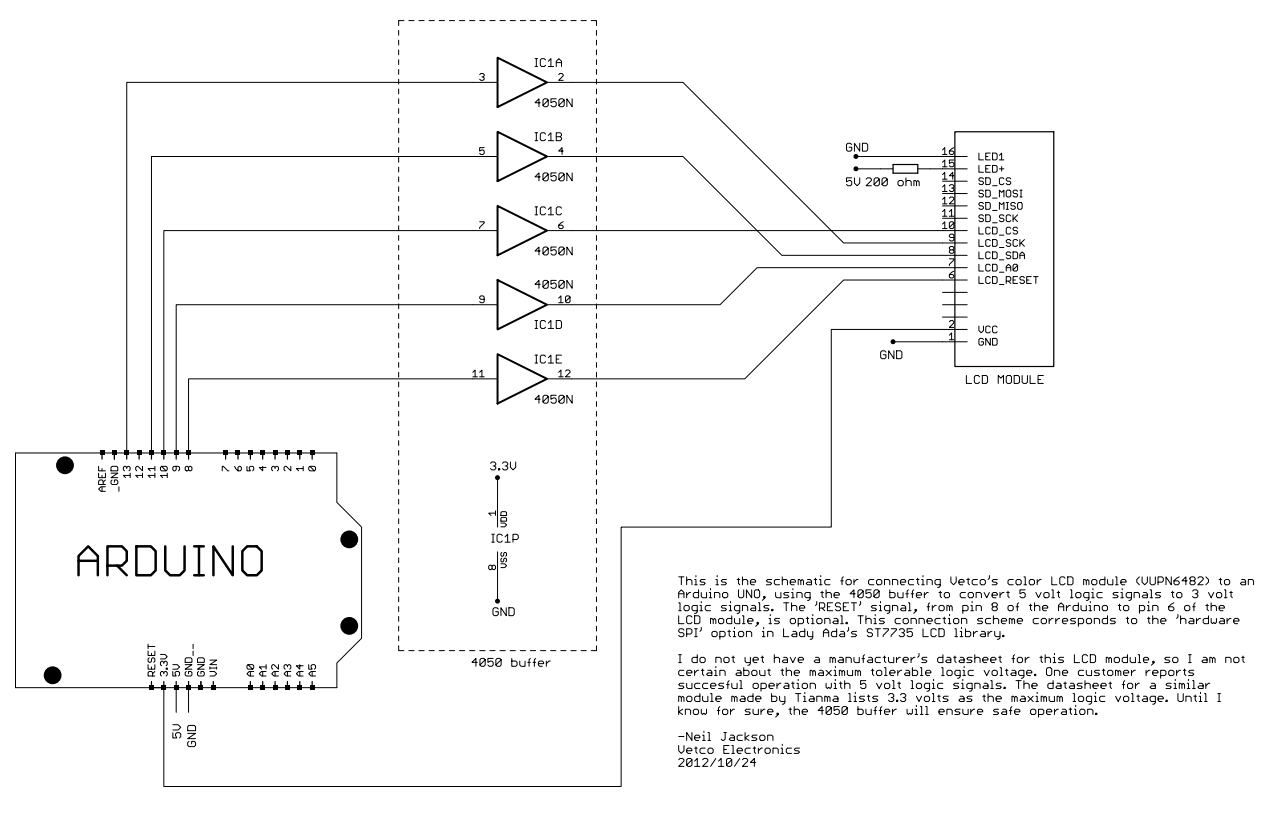 IC1A
3
2
4050N
IC1B
5
4
4050N
IC1C
7
6
4050N
4050N
9
10
IC1D
IC1E
11
12
4050N
3.3V
1
VDD
IC1P
8
VSS
GND
4050 buffer
GND
5V 200 ohm
16 LED1
15 LED+
14 SD_CS
13 SD_MOSI
12 SD_MISO
11 SD_SCK
10 LCD_CS
9 LCD_SCK
8 LCD_SDA
7 LCD_A0
6 LCD_RESET
2 VCC
1 GND
GND
LCD MODULE
AREF
_GND
13
12
11
10
9
8
7
6
5
4
3
2
1
0
ARDUINO
RESET
3.3V
5V
GND__
GND
VIN
A0
A1
A2
A3
A4
A5
5V
GND
This is the schematic for connecting Vetco's color LCD module (VUPN6482) to an
Arduino UNO, using the 4050 buffer to convert 5 volt logic signals to 3 volt
logic signals. The 'RESET' signal, from pin 8 of the Arduino to pin 6 of the
LCD module, is optional. This connection scheme corresponds to the 'hardware
SPI' option in Lady Ada's ST7735 LCD library.
I do not yet have a manufacturer's datasheet for this LCD module, so I am not
certain about the maximum tolerable logic voltage. One customer reports
succesful operation with 5 volt logic signals. The datasheet for a similar
module made by Tianma lists 3.3 volts as the maximum logic voltage. Until I
know for sure, the 4050 buffer will ensure safe operation.
-Neil Jackson
Vetco Electronics
2012/10/24